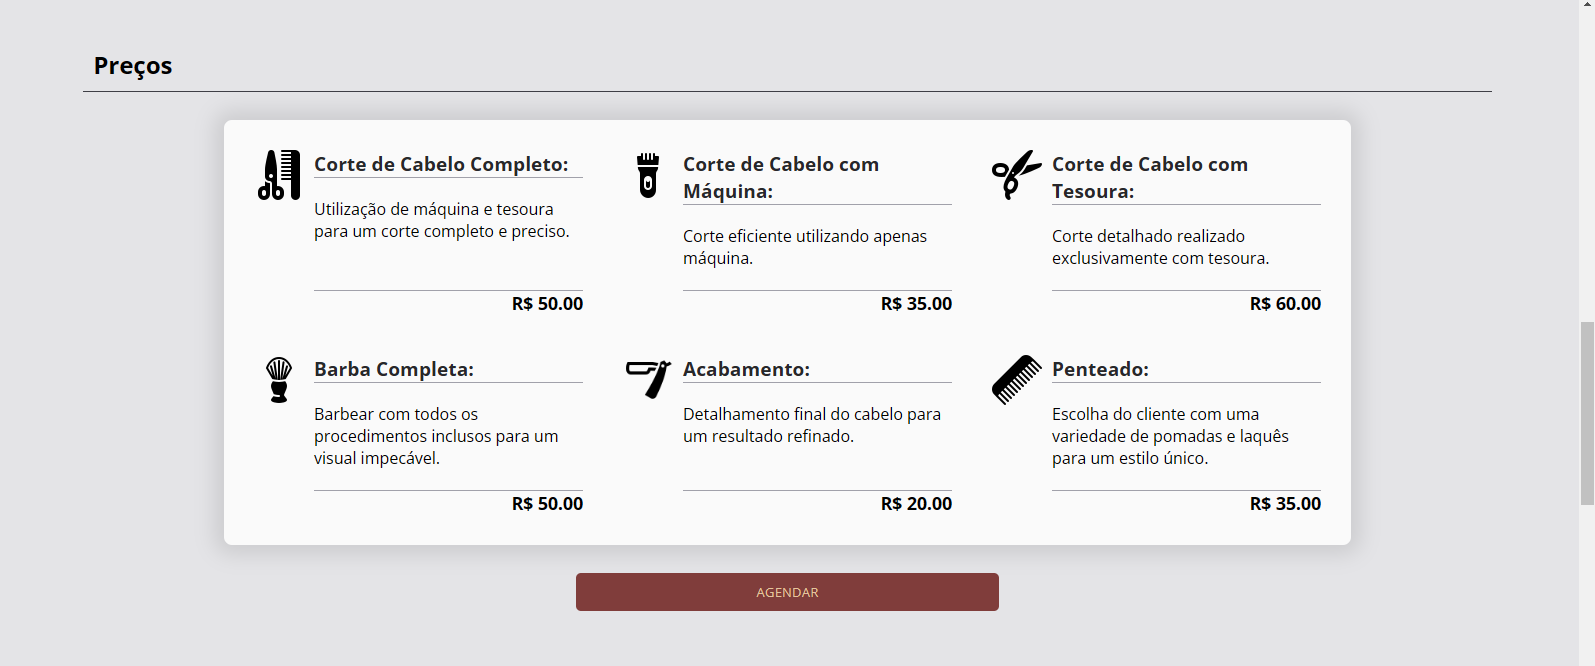 Preços
Corte de Cabelo Completo:
Utilização de máquina e tesoura
para um corte completo e preciso.
R$ 50.00
Corte de Cabelo com
Máquina:
Corte eficiente utilizando apenas
máquina.
R$ 35.00
Corte de Cabelo com
Tesoura:
Corte detalhado realizado
exclusivamente com tesoura.
R$ 60.00
Barba Completa:
Barbear com todos os
procedimentos inclusos para um
visual impecável.
R$ 50.00
Acabamento:
Detalhamento final do cabelo para
um resultado refinado.
R$ 20.00
Penteado:
Escolha do cliente com uma
variedade de pomadas e laquês
para um estilo único.
R$ 35.00
AGENDAR